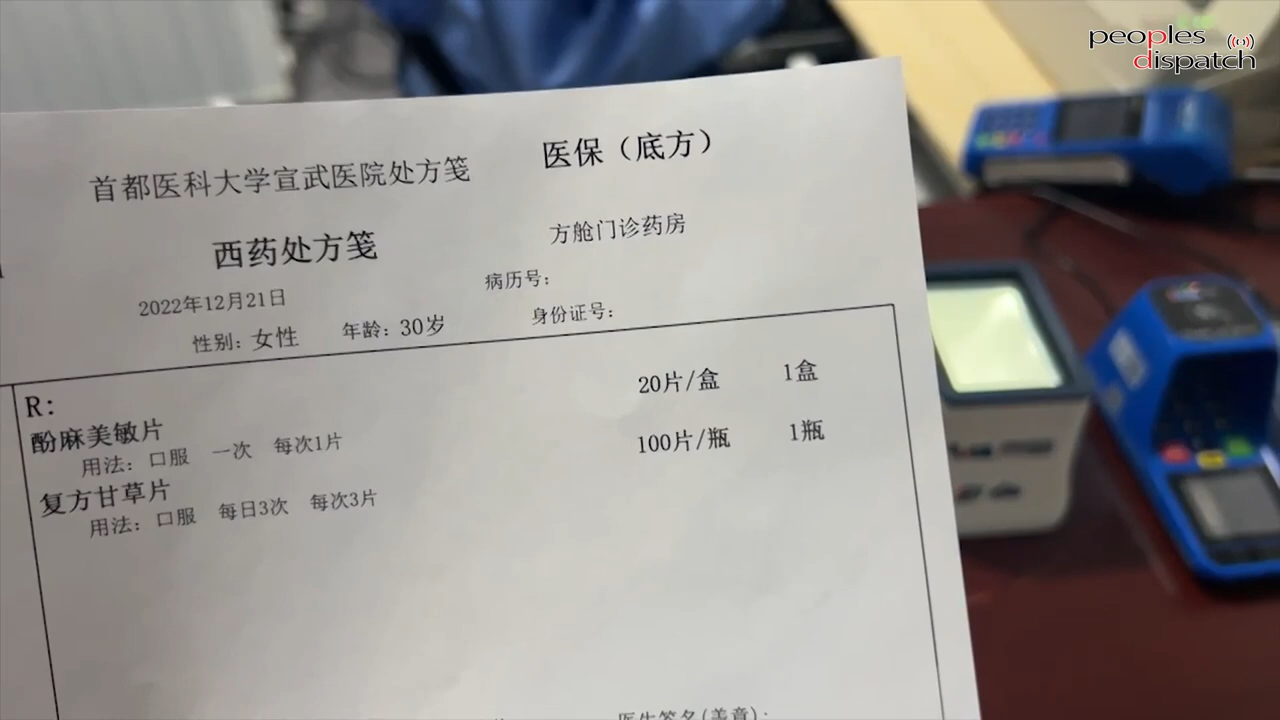 peoples
dispatch
首都医科大学宣武医院处方笺
医保（底方）
西药处方笺
方舱门诊药房
2022年12月21日
病历号：
性别：女性 年龄：30岁
身份证号：
R：
酚麻美敏片 20片/盒 1盒
用法：口服 一次 每次1片
复方甘草片 100片/瓶 1瓶
用法：口服 每日3次 每次3片
医生签名(盖章)：